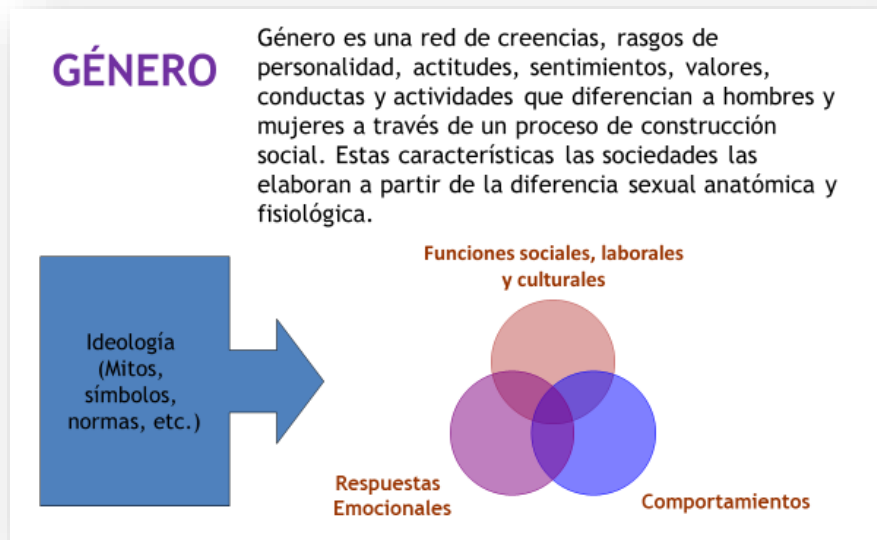 GÉNERO
Género es una red de creencias, rasgos de
personalidad, actitudes, sentimientos, valores,
conductas y actividades que diferencian a hombres y
mujeres a través de un proceso de construcción
social. Estas características las sociedades las
elaboran a partir de la diferencia sexual anatómica y
fisiológica.
Funciones sociales, laborales
y culturales
Ideología
(Mitos,
símbolos,
normas, etc.)
Respuestas
Emocionales
Comportamientos